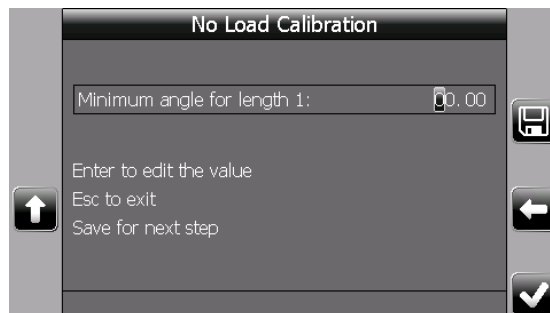 No Load Calibration
Minimum angle for length 1: 00.00
Enter to edit the value
Esc to exit
Save for next step